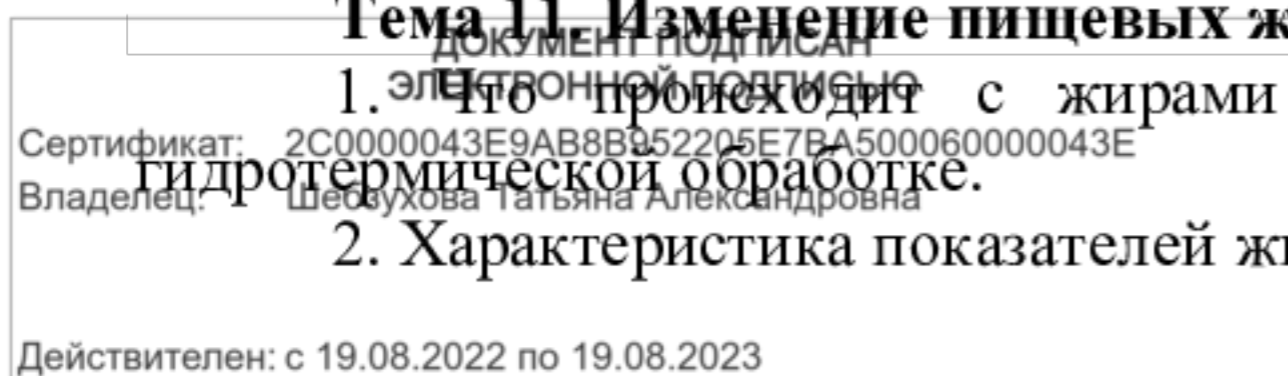 Тема 11. Изменение пищевых ж
ДОКУМЕНТ ПОДПИСАН
ЭЛЕКТРОННОЙ ПОДПИСЬЮ
1. Что происходит с жирами
Сертификат: 2C0000043E9AB8B952205E7BA500060000043E
гидротермической обработке.
Владелец: Шебзухова Татьяна Александровна
2. Характеристика показателей жи
Действителен: с 19.08.2022 по 19.08.2023